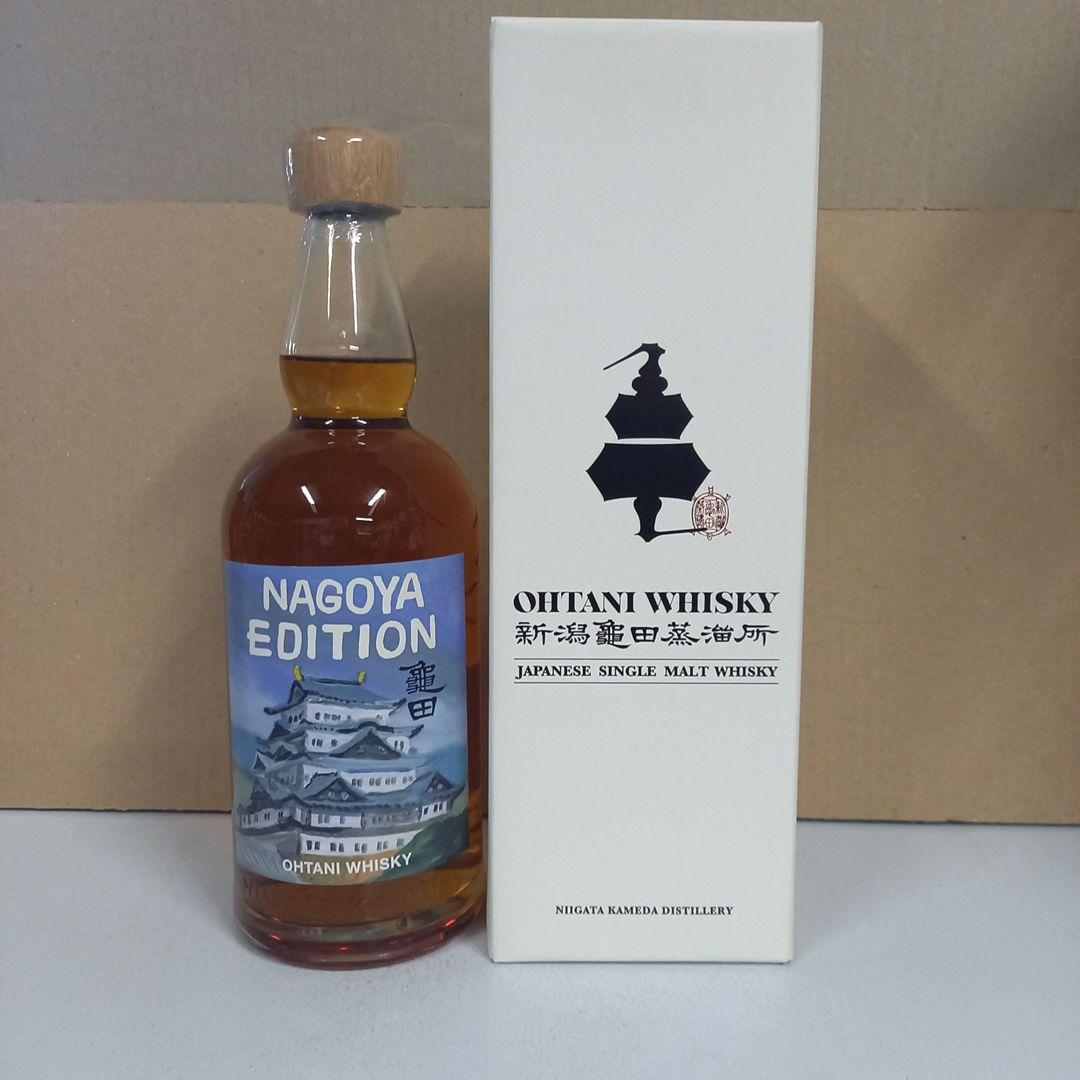 NAGOYA
EDITION
龜田
OHTANI WHISKY
OHTANI WHISKY
新潟龜田蒸溜所
JAPANESE SINGLE MALT WHISKY
NIIGATA KAMEDA DISTILLERY